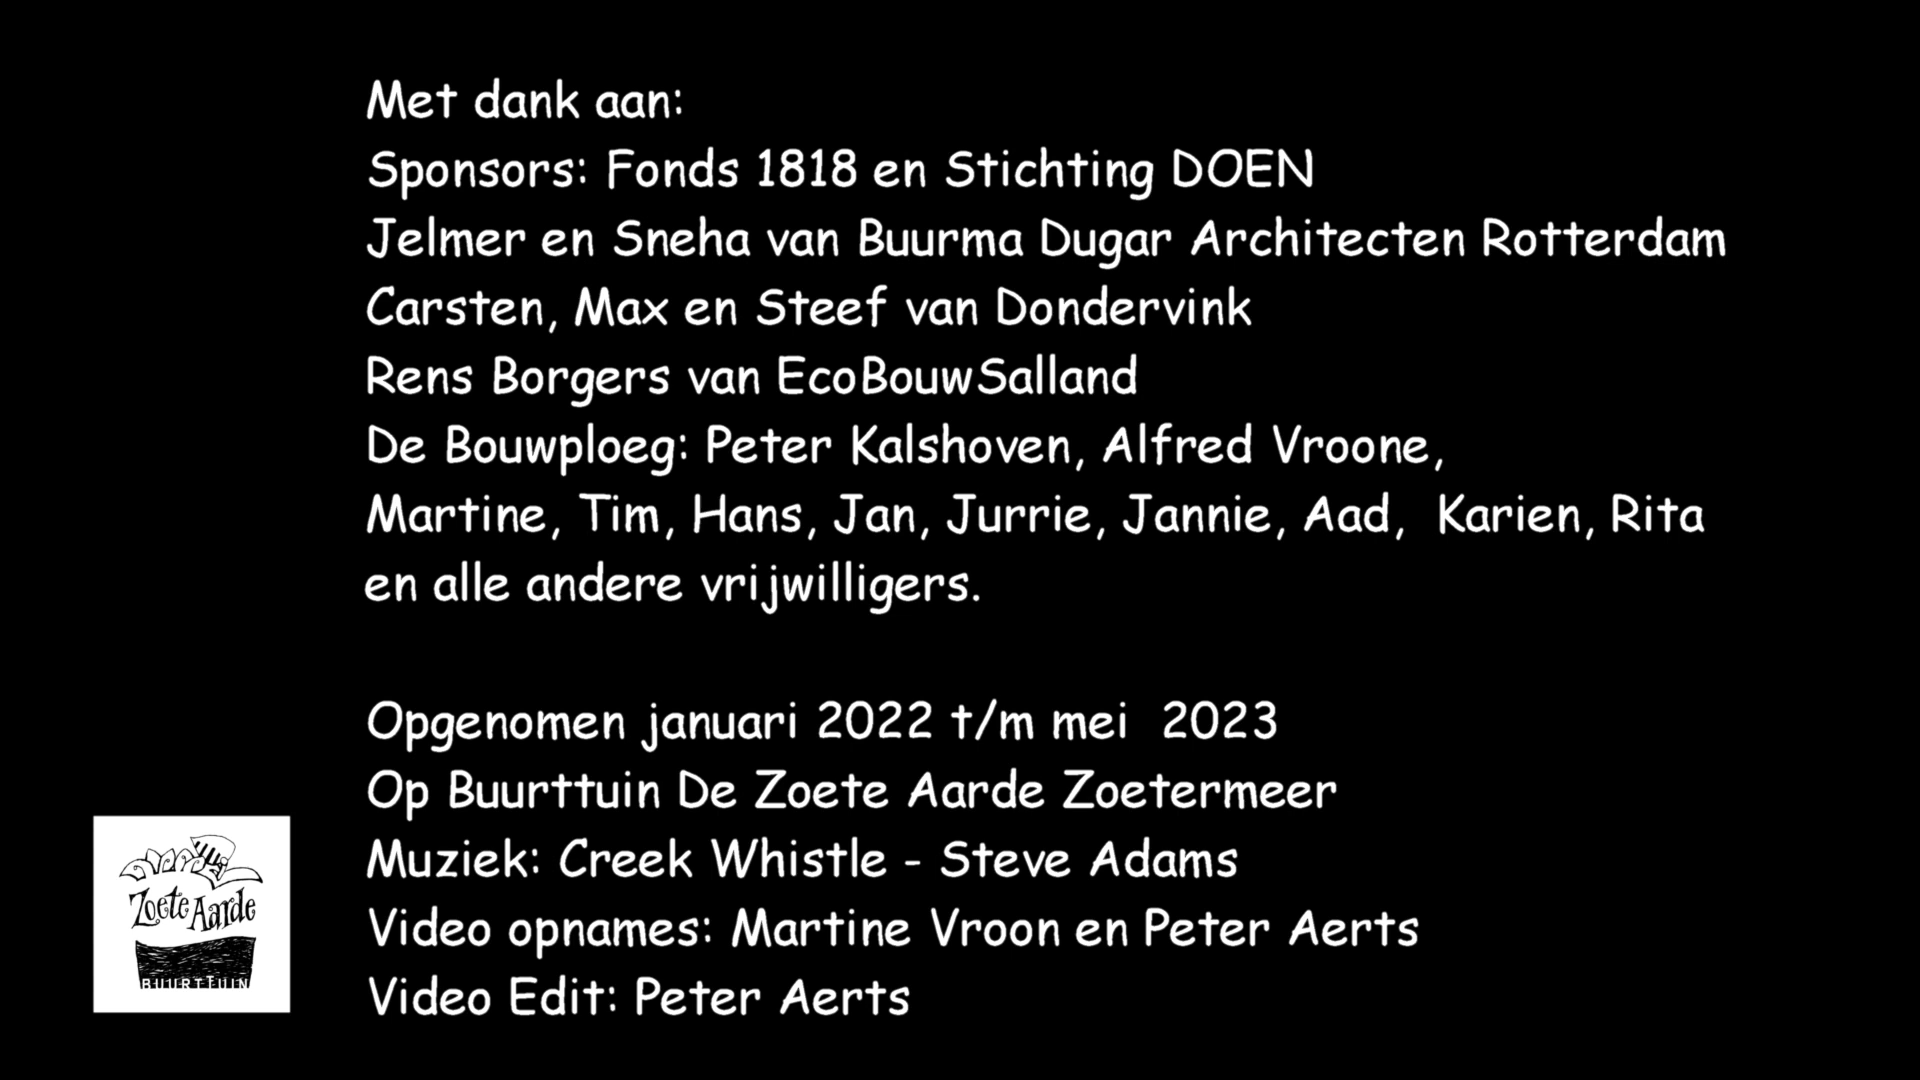 Met dank aan:
Sponsors: Fonds 1818 en Stichting DOEN
Jelmer en Sneha van Buurma Dugar Architecten Rotterdam
Carsten, Max en Steef van Dondervink
Rens Borgers van EcoBouwSalland
De Bouwploeg: Peter Kalshoven, Alfred Vroone,
Martine, Tim, Hans, Jan, Jurrie, Jannie, Aad,  Karien, Rita
en alle andere vrijwilligers.
Opgenomen januari 2022 t/m mei  2023
Op Buurttuin De Zoete Aarde Zoetermeer
Muziek: Creek Whistle - Steve Adams
Video opnames: Martine Vroon en Peter Aerts
Video Edit: Peter Aerts
Zoete Aarde
BUURTTUIN